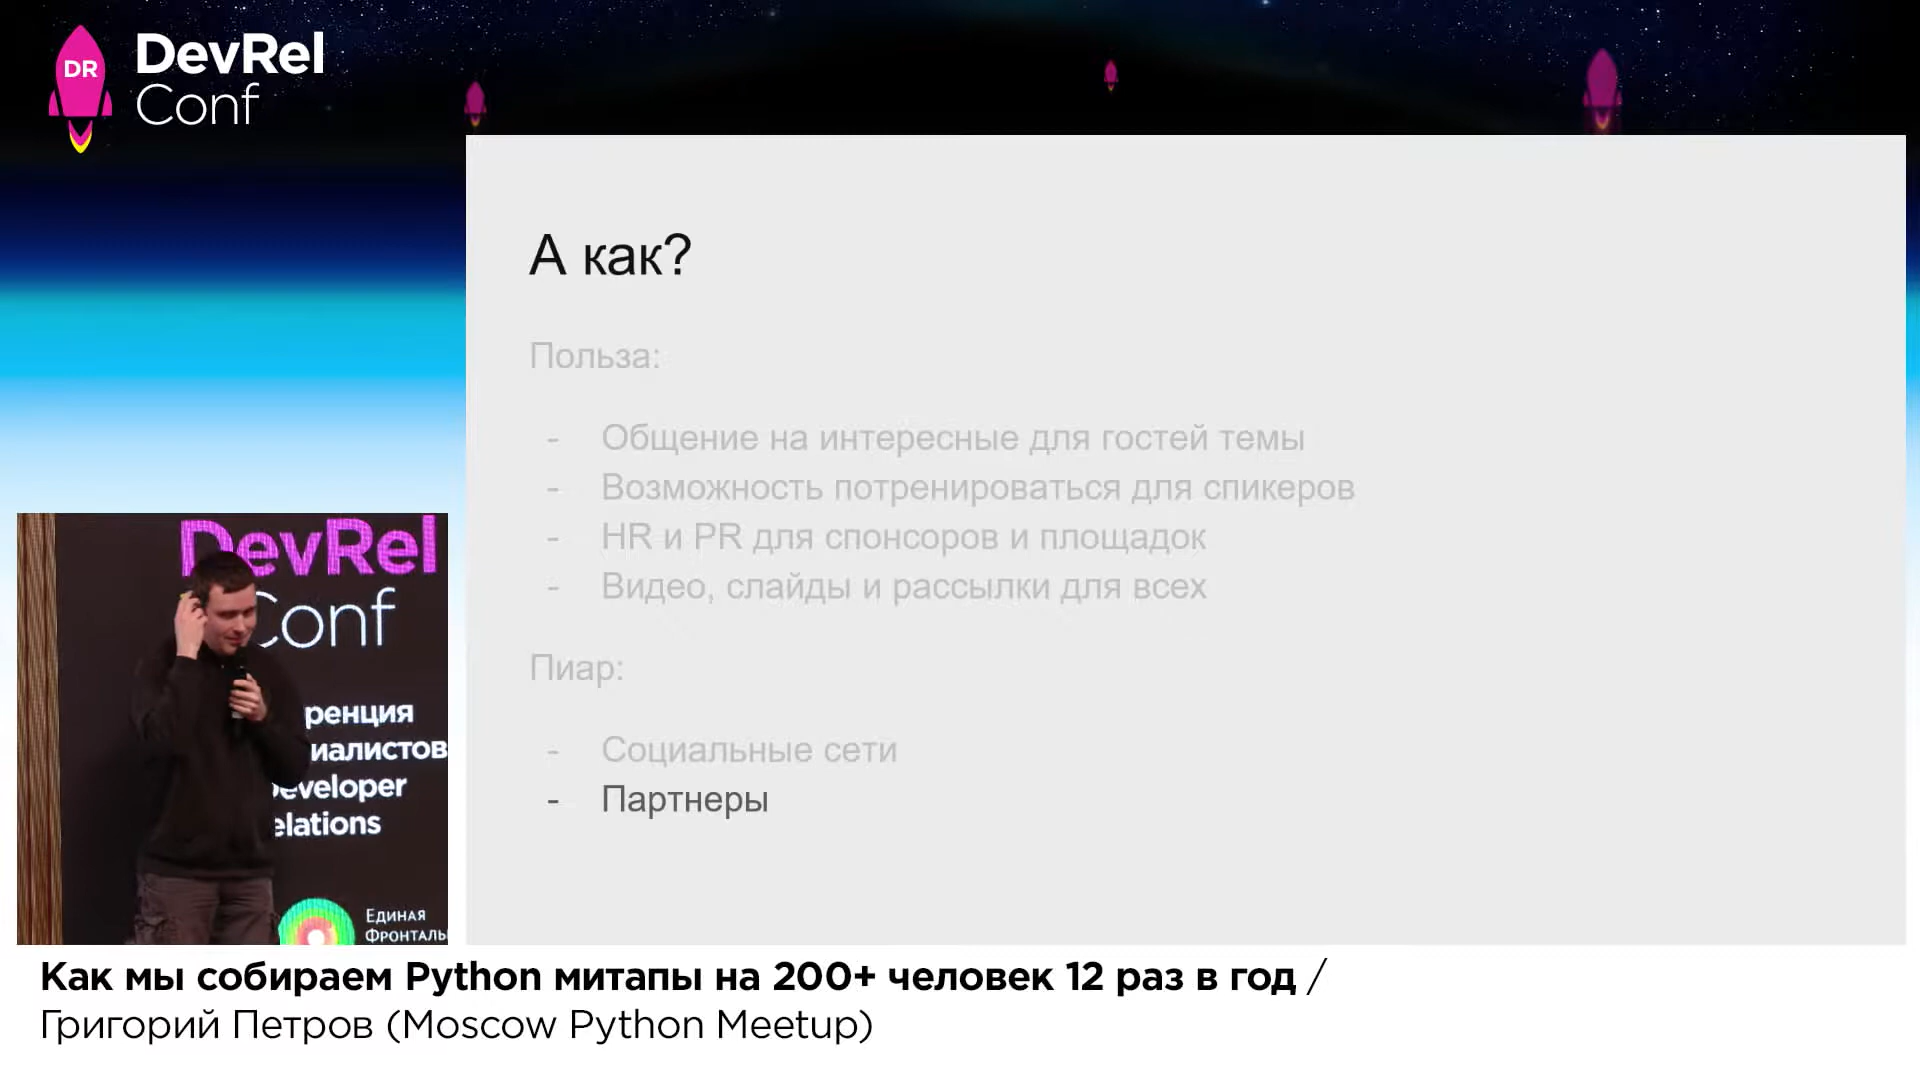 DR
DevRel
Conf
А как?
Польза:
- Общение на интересные для гостей темы
- Возможность потренироваться для спикеров
- HR и PR для спонсоров и площадок
- Видео, слайды и рассылки для всех
Пиар:
- Социальные сети
- Партнеры
DevRel
Conf
ренция
иалистов
eveloper
elations
Единая
Фронталь
Как мы собираем Python митапы на 200+ человек 12 раз в год /
Григорий Петров (Moscow Python Meetup)